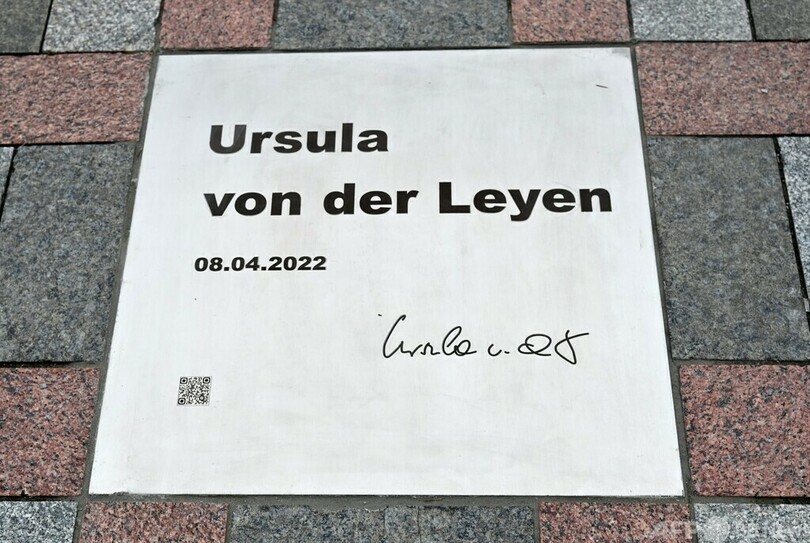 Ursula
von der Leyen
08.04.2022